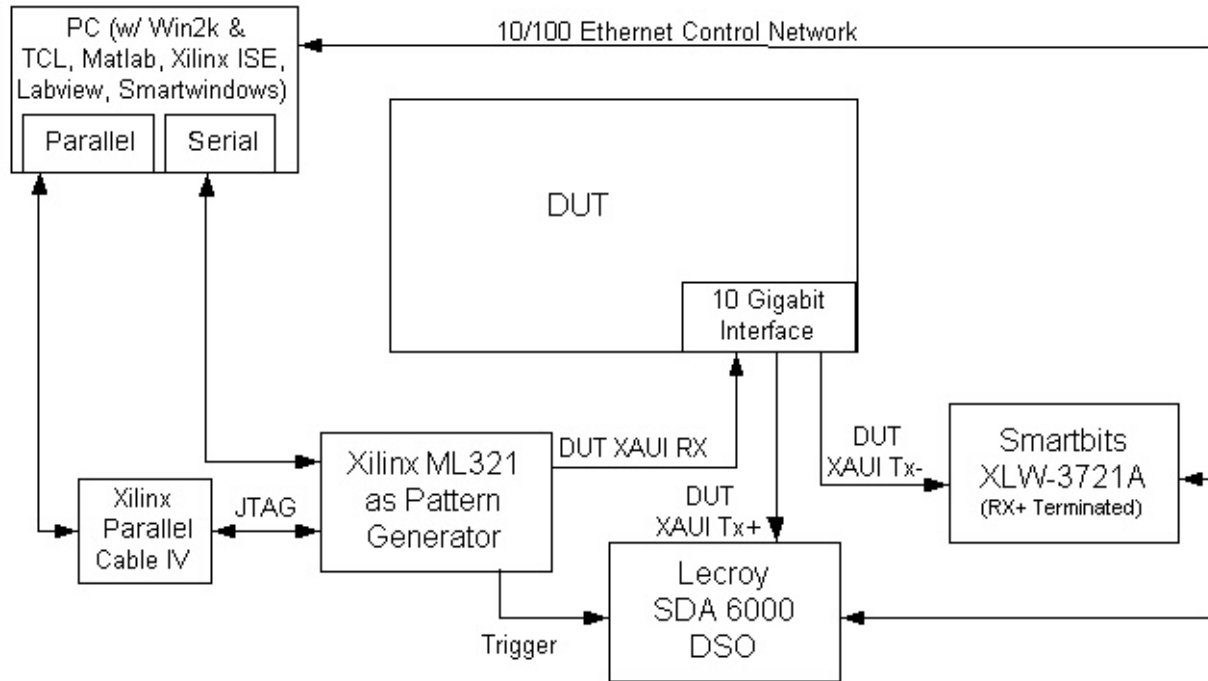 PC (w/ Win2k &
TCL, Matlab, Xilinx ISE,
Labview, Smartwindows)
Parallel
Serial
10/100 Ethernet Control Network
DUT
10 Gigabit
Interface
Xilinx ML321
as Pattern
Generator
DUT XAUI RX
DUT
XAUI Tx-
Smartbits
XLW-3721A
(RX+ Terminated)
Xilinx
Parallel
Cable IV
JTAG
DUT
XAUI Tx+
Lecroy
SDA 6000
DSO
Trigger